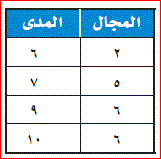 المجال المدى
٢ ٦
٥ ٧
٦ ٩
٦ ١٠